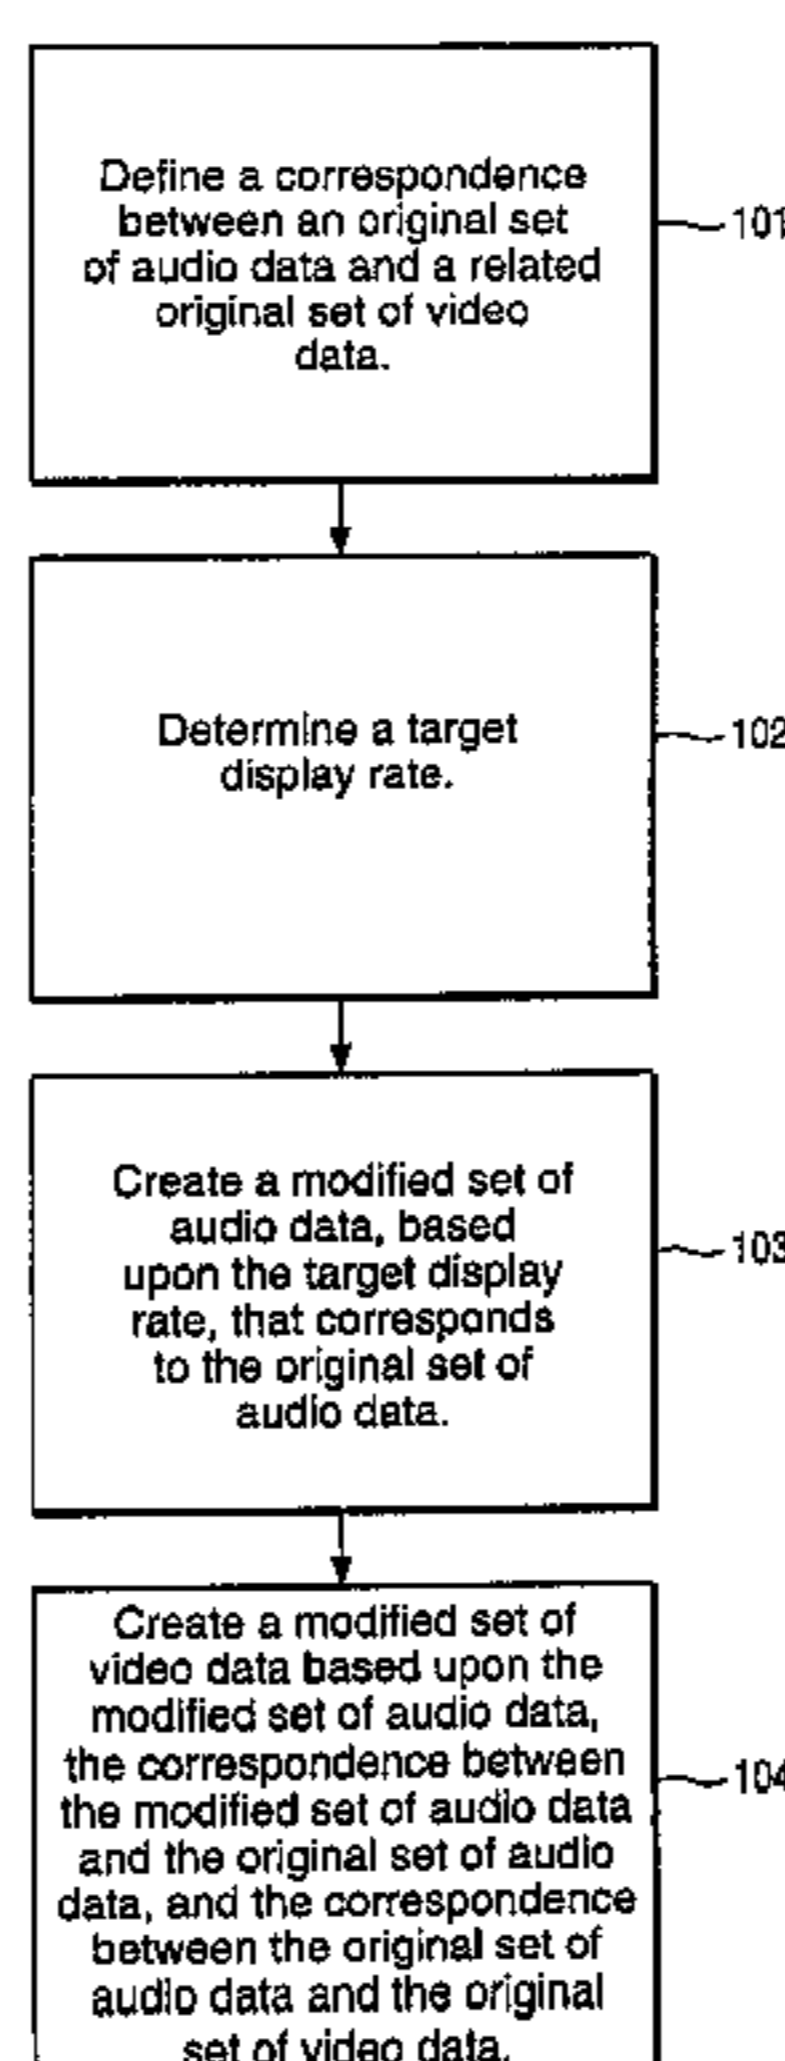 Define a correspondence
between an original set
of audio data and a related
original set of video
data.
101
Determine a target
display rate.
102
Create a modified set of
audio data, based
upon the target display
rate, that corresponds
to the original set of
audio data.
103
Create a modified set of
video data based upon the
modified set of audio data,
the correspondence between
the modified set of audio data
and the original set of audio
data, and the correspondence
between the original set of
audio data and the original
set of video data.
104